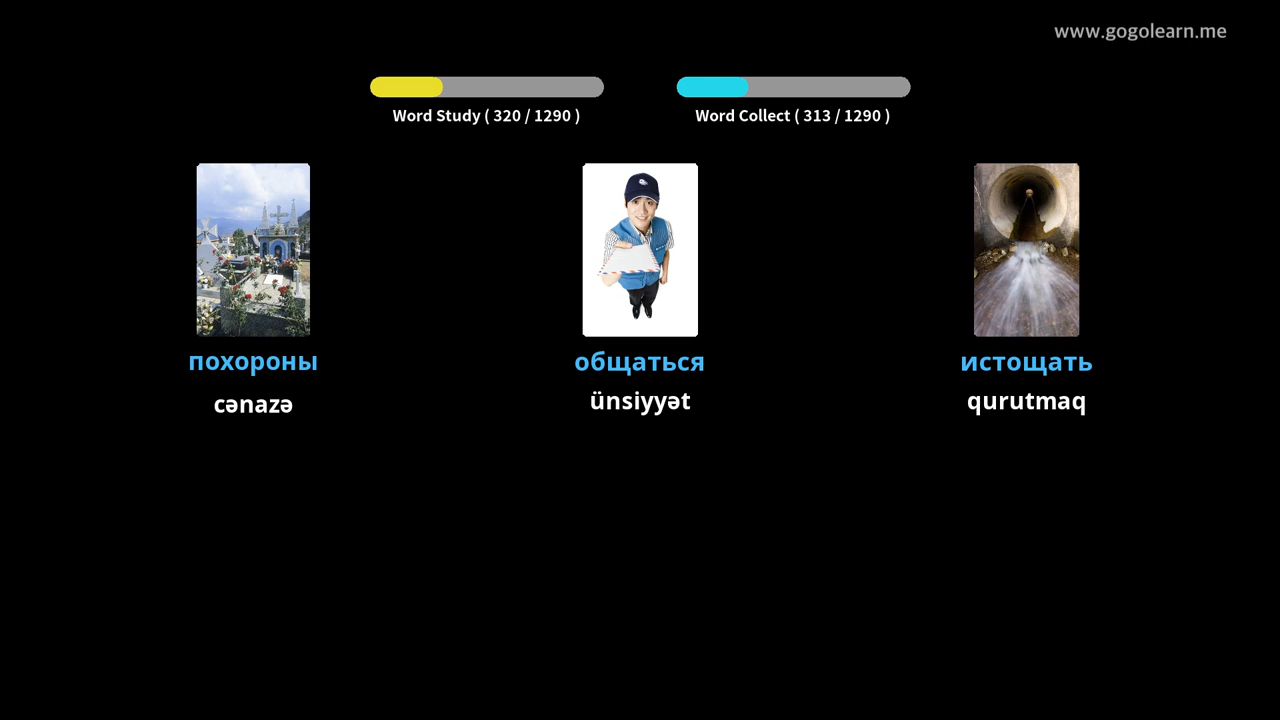 www.gogolearn.me
Word Study ( 320 / 1290 )
Word Collect ( 313 / 1290 )
похороны
общаться
истощать
cənazə
ünsiyyət
qurutmaq